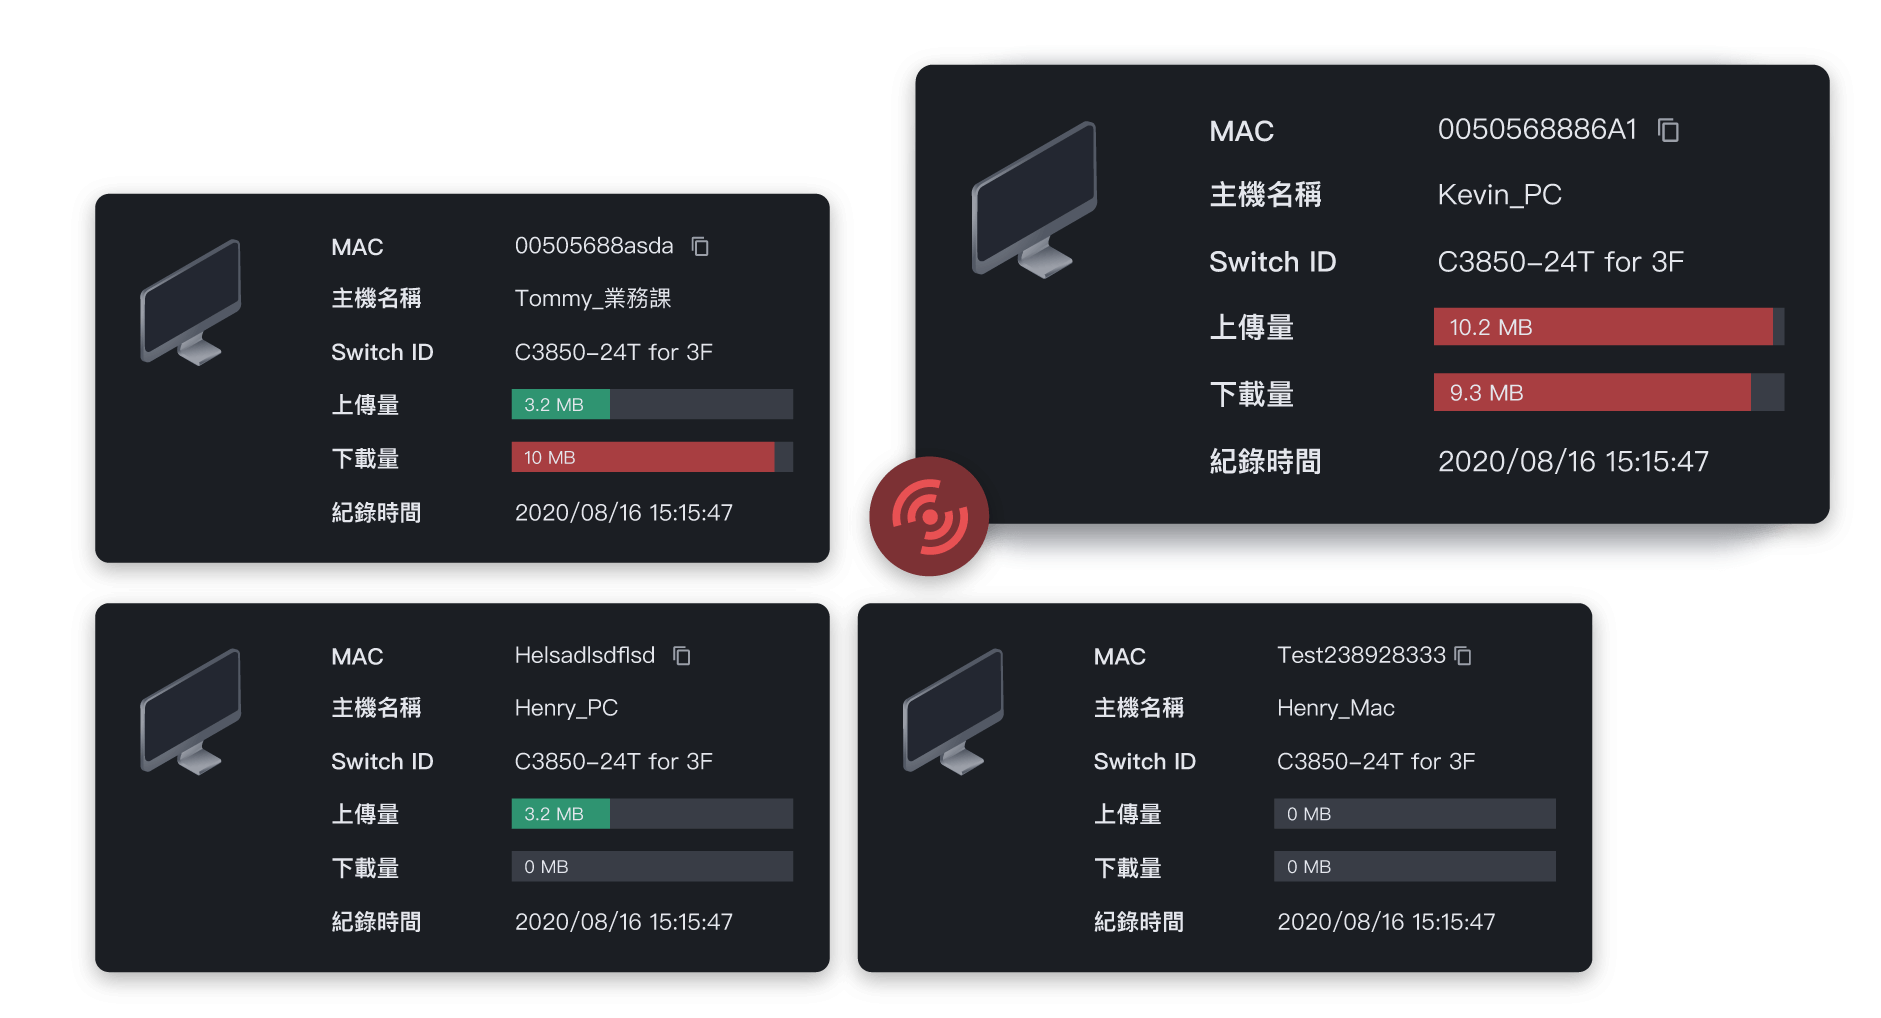 MAC 00505688asda
主機名稱 Tommy_業務課
Switch ID C3850-24T for 3F
上傳量 3.2 MB
下載量 10 MB
紀錄時間 2020/08/16 15:15:47
MAC 0050568886A1
主機名稱 Kevin_PC
Switch ID C3850-24T for 3F
上傳量 10.2 MB
下載量 9.3 MB
紀錄時間 2020/08/16 15:15:47
MAC Helsadlsdflsd
主機名稱 Henry_PC
Switch ID C3850-24T for 3F
上傳量 3.2 MB
下載量 0 MB
紀錄時間 2020/08/16 15:15:47
MAC Test238928333
主機名稱 Henry_Mac
Switch ID C3850-24T for 3F
上傳量 0 MB
下載量 0 MB
紀錄時間 2020/08/16 15:15:47